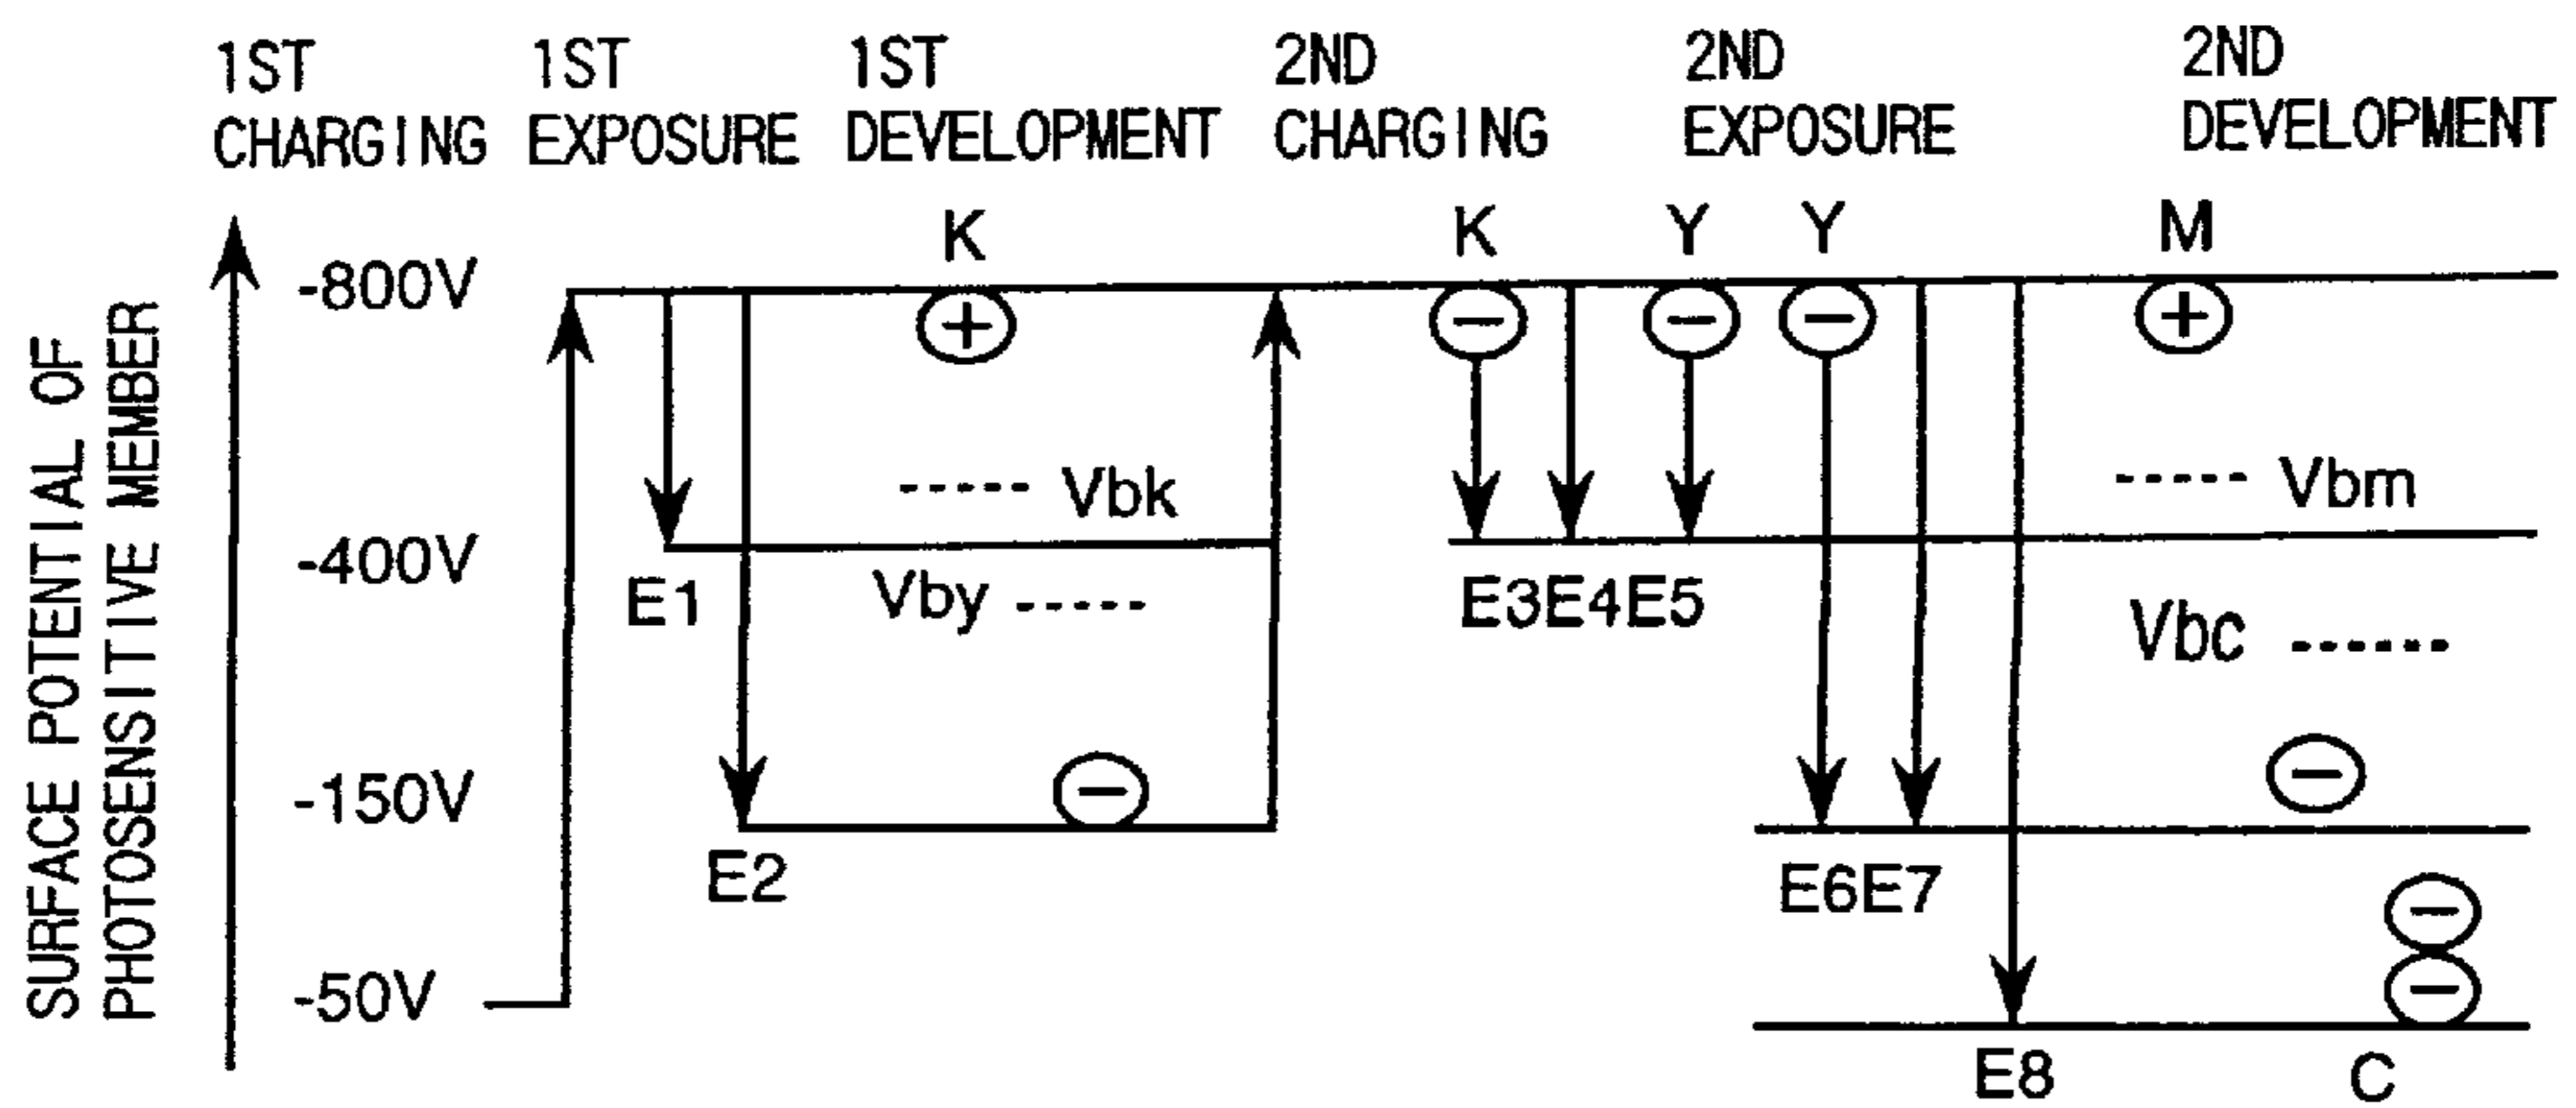 1ST CHARGING
1ST EXPOSURE
1ST DEVELOPMENT
2ND CHARGING
2ND EXPOSURE
2ND DEVELOPMENT
SURFACE POTENTIAL OF
PHOTOSENSITIVE MEMBER
K
K
Y
Y
M
-800V
+
-
-
-
+
Vbk
Vbm
-400V
E1
Vby
E3E4E5
Vbc
-150V
-
-
E2
E6E7
-
-50V
-
E8
C